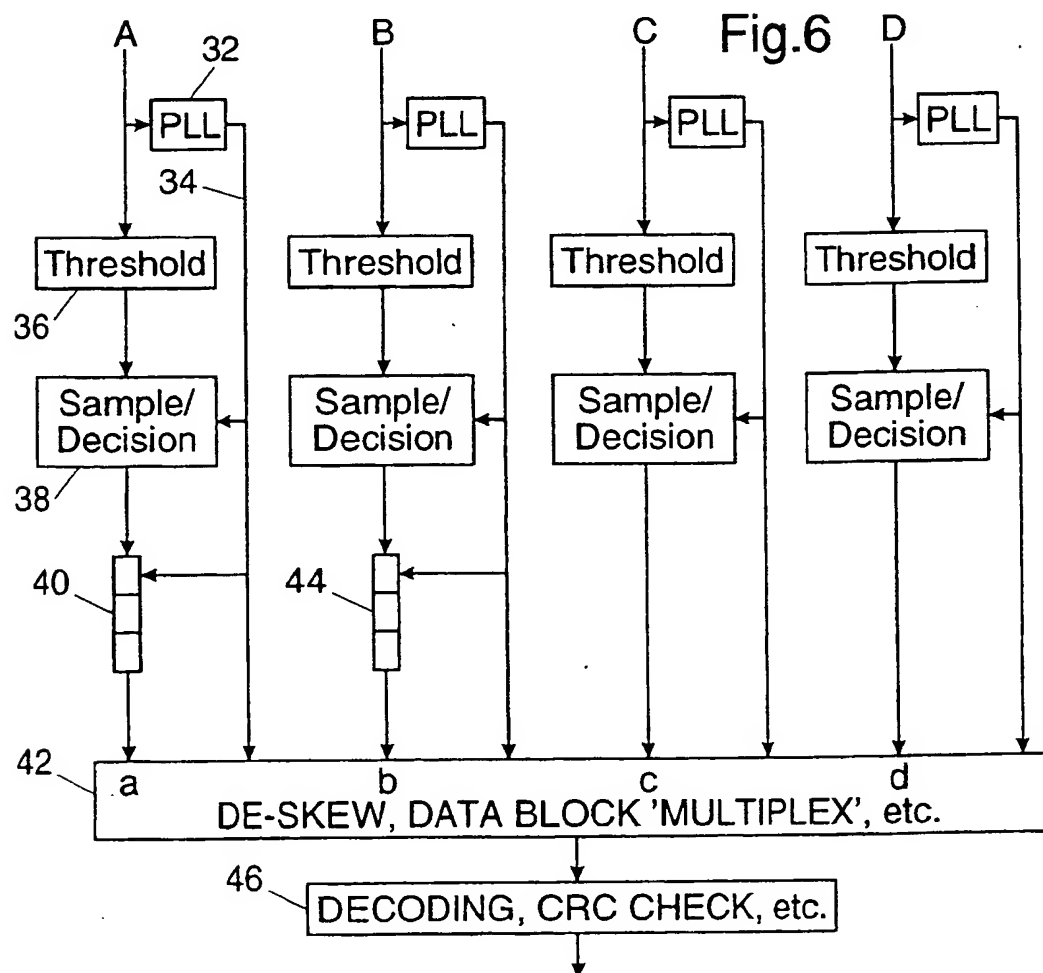 A B C Fig.6 D
32
PLL PLL PLL PLL
34
Threshold Threshold Threshold Threshold
36
Sample/ Sample/ Sample/ Sample/
Decision Decision Decision Decision
38
40 44
42
a b c d
DE-SKEW, DATA BLOCK 'MULTIPLEX', etc.
46
DECODING, CRC CHECK, etc.